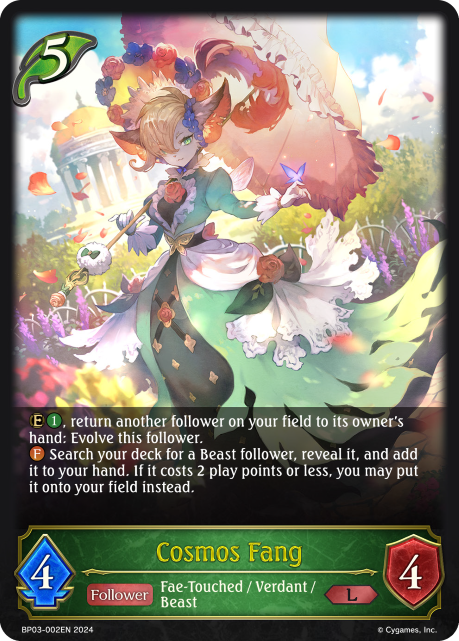 5
E 1, return another follower on your field to its owner's
hand: Evolve this follower.
F Search your deck for a Beast follower, reveal it, and add
it to your hand. If it costs 2 play points or less, you may put
it onto your field instead.
Cosmos Fang
4
Follower
Fae-Touched / Verdant /
Beast
L
4
BP03-002EN 2024
© Cygames, Inc.